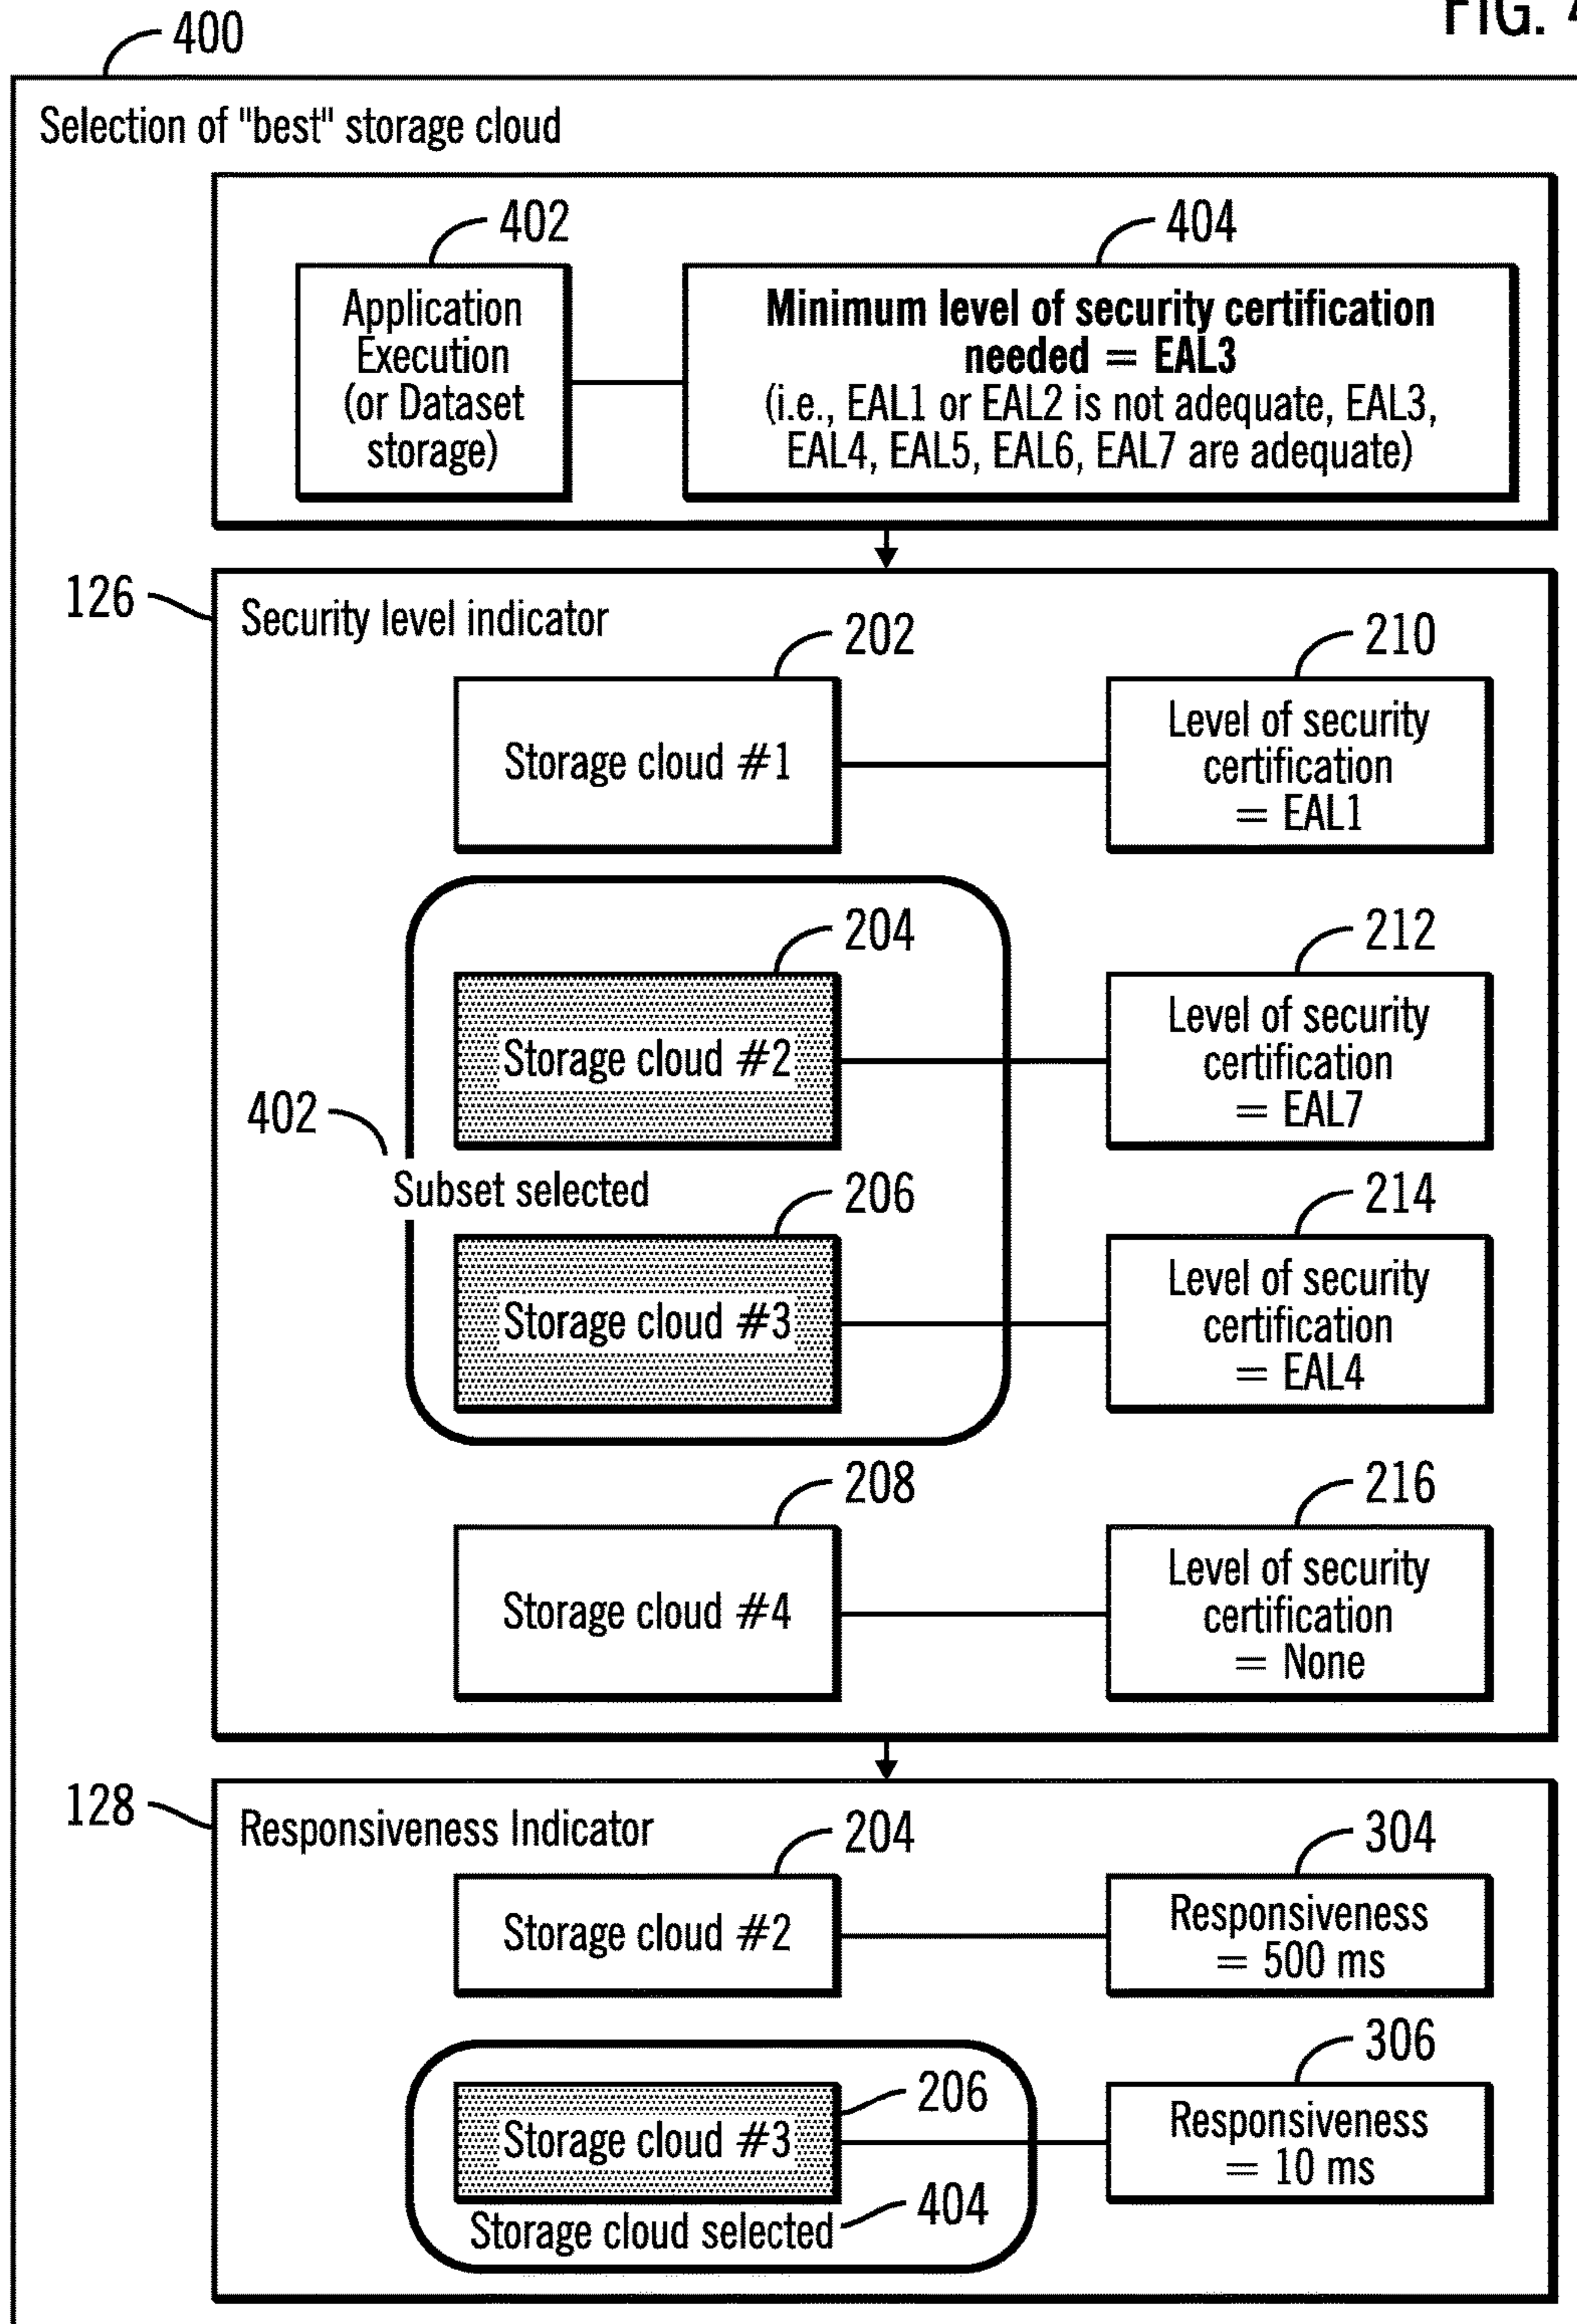 FIG. 4
400
Selection of "best" storage cloud
402
404
Application
Execution
(or Dataset
storage)
Minimum level of security certification
needed = EAL3
(i.e., EAL1 or EAL2 is not adequate, EAL3,
EAL4, EAL5, EAL6, EAL7 are adequate)
126
Security level indicator
202
210
Storage cloud #1
Level of security
certification
= EAL1
204
212
Storage cloud #2
Level of security
certification
= EAL7
402
Subset selected
206
214
Storage cloud #3
Level of security
certification
= EAL4
208
216
Storage cloud #4
Level of security
certification
= None
128
Responsiveness Indicator
204
304
Storage cloud #2
Responsiveness
= 500 ms
206
306
Storage cloud #3
Responsiveness
= 10 ms
Storage cloud selected
404